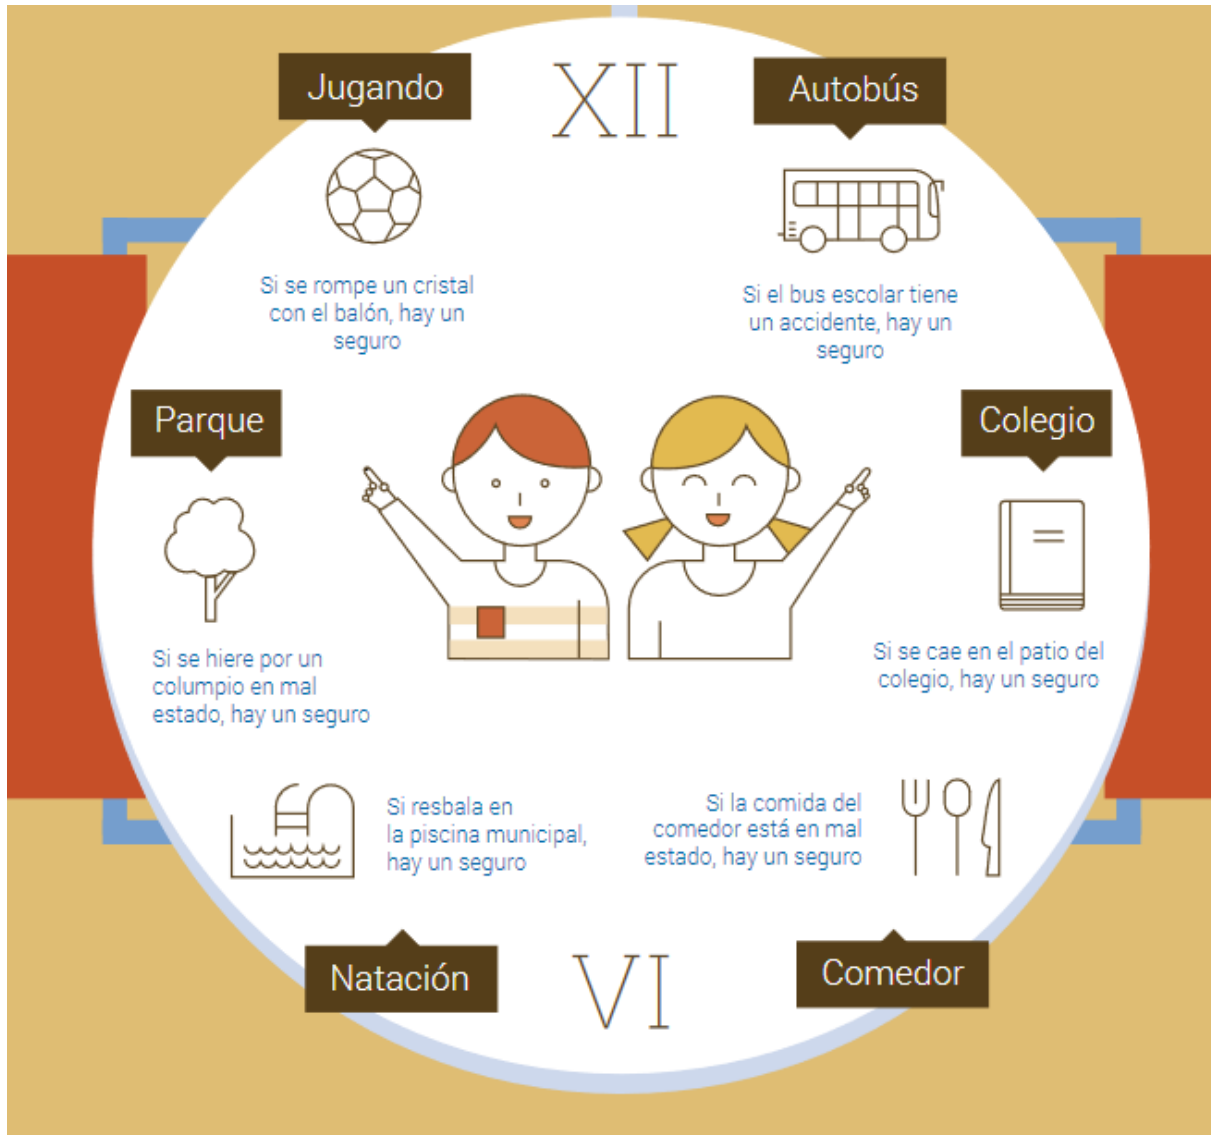 XII
Jugando
Si se rompe un cristal
con el balón, hay un
seguro
Autobús
Si el bus escolar tiene
un accidente, hay un
seguro
Parque
Si se hiere por un
columpio en mal
estado, hay un seguro
Colegio
Si se cae en el patio del
colegio, hay un seguro
Si resbala en
la piscina municipal,
hay un seguro
Natación
Si la comida del
comedor está en mal
estado, hay un seguro
Comedor
VI